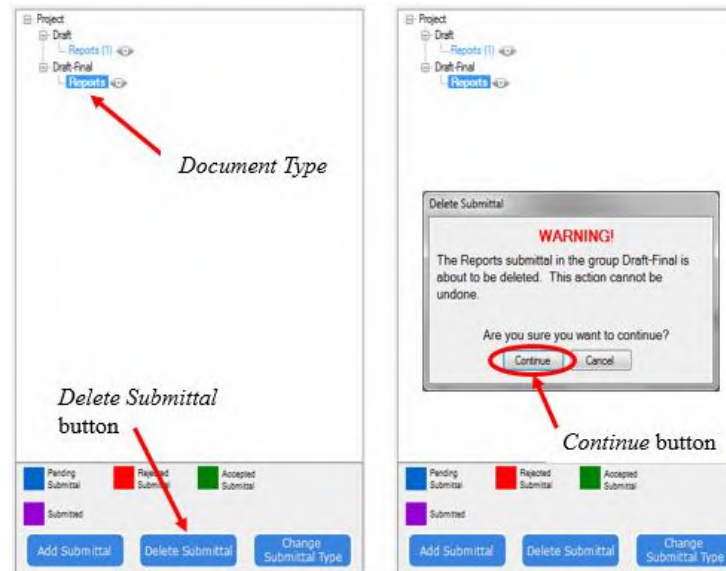 Project
Draft
Reports (1)
Draft-Final
Reports
Document Type
Delete Submittal
button
Pending
Submittal
Rejected
Submittal
Accepted
Submittal
Submitted
Add Submittal
Delete Submittal
Change
Submittal Type
Project
Draft
Reports (1)
Draft-Final
Reports
Delete Submittal
WARNING!
The Reports submittal in the group Draft-Final is
about to be deleted. This action cannot be
undone.
Are you sure you want to continue?
Continue
Cancel
Continue button
Pending
Submittal
Rejected
Submittal
Accepted
Submittal
Submitted
Add Submittal
Delete Submittal
Change
Submittal Type